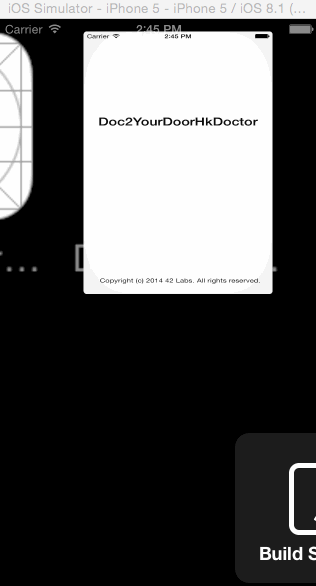 iOS Simulator - iPhone 5 - iPhone 5 / iOS 8.1 (...
Carrier 2:45 PM
Carrier 2:45 PM
Doc2YourDoorHkDoctor
Copyright (c) 2014 42 Labs. All rights reserved.
Build S